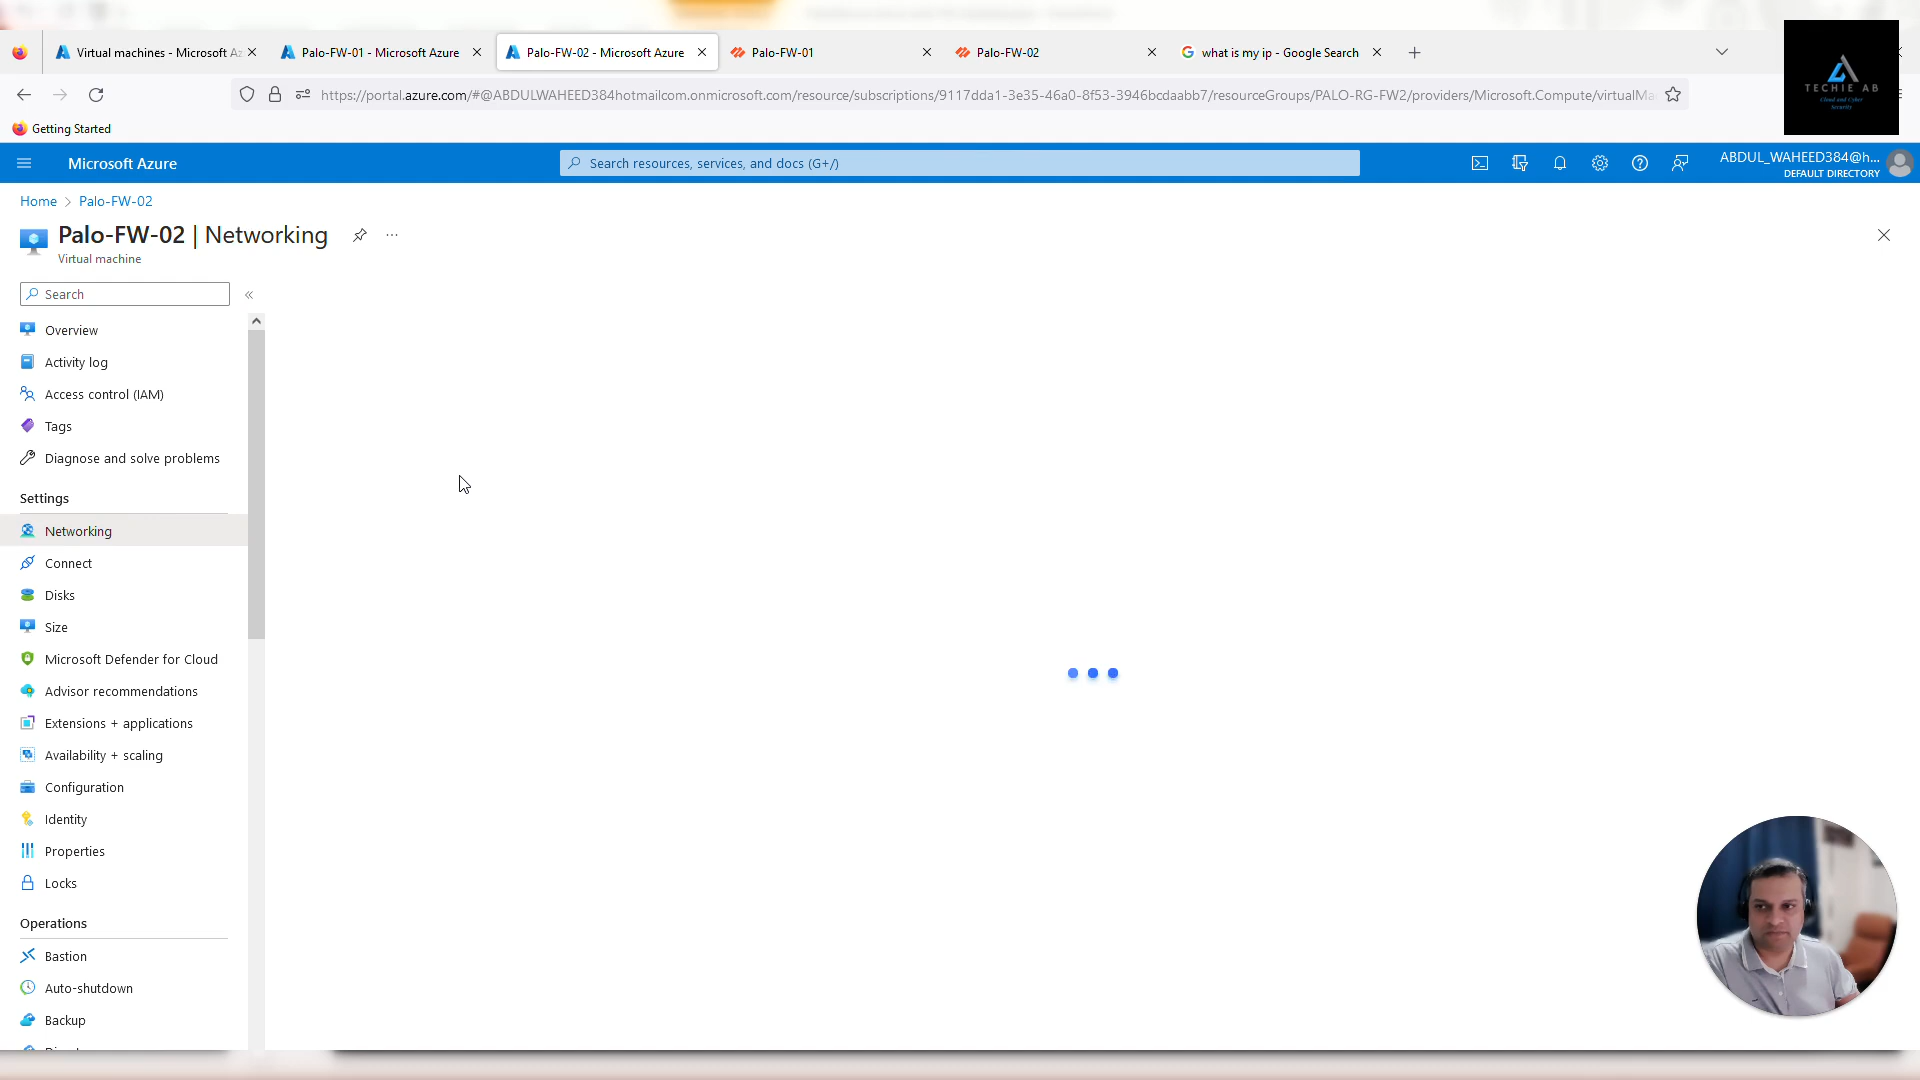 Virtual machines - Microsoft Az
Palo-FW-01 - Microsoft Azure
Palo-FW-02 - Microsoft Azure
Palo-FW-01
Palo-FW-02
what is my ip - Google Search
https://portal.azure.com/#@ABDULWAHEED384hotmailcom.onmicrosoft.com/resource/subscriptions/9117dda1-3e35-46a0-8f53-3946bcdaabb7/resourceGroups/PALO-RG-FW2/providers/Microsoft.Compute/virtualMa
TECHIE AB
Cloud and Cyber
Security
Getting Started
Microsoft Azure
Search resources, services, and docs (G+/)
ABDUL_WAHEED384@h...
DEFAULT DIRECTORY
Home > Palo-FW-02
Palo-FW-02 | Networking
Virtual machine
Search
Overview
Activity log
Access control (IAM)
Tags
Diagnose and solve problems
Settings
Networking
Connect
Disks
Size
Microsoft Defender for Cloud
Advisor recommendations
Extensions + applications
Availability + scaling
Configuration
Identity
Properties
Locks
Operations
Bastion
Auto-shutdown
Backup